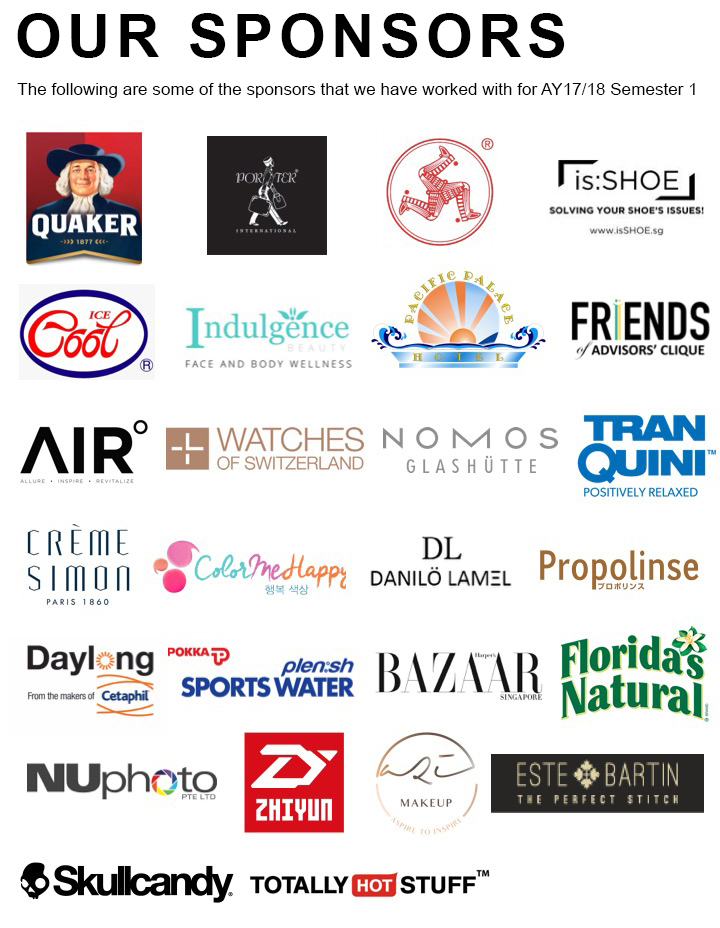 OUR SPONSORS
The following are some of the sponsors that we have worked with for AY17/18 Semester 1
QUAKER
1877
PORTER
INTERNATIONAL
®
is:SHOE
SOLVING YOUR SHOE'S ISSUES!
www.isSHOE.sg
ICE
Cool
®
Indulgence
BEAUTY
FACE AND BODY WELLNESS
PACIFIC PALACE
HOTEL
FRiENDS
of ADVISORS' CLIQUE
AIR°
ALLURE • INSPIRE • REVITALIZE
WATCHES
OF SWITZERLAND
NOMOS
GLASHÜTTE
TRAN
QUINI™
POSITIVELY RELAXED
CRÈME
SIMON
PARIS 1860
ColorMeHappy
행복 색상
DL
DANILÖ LAMEL
Propolinse
プロポリンス
Daylong
From the makers of Cetaphil
POKKA
plen:sh
SPORTS WATER
Harper's
BAZAAR
SINGAPORE
Florida's
Natural
NUphoto
PTE LTD
ZHIYUN
MAKEUP
ASPIRE TO INSPIRE
ESTE BARTIN
THE PERFECT STITCH
Skullcandy
TOTALLY HOT STUFF™